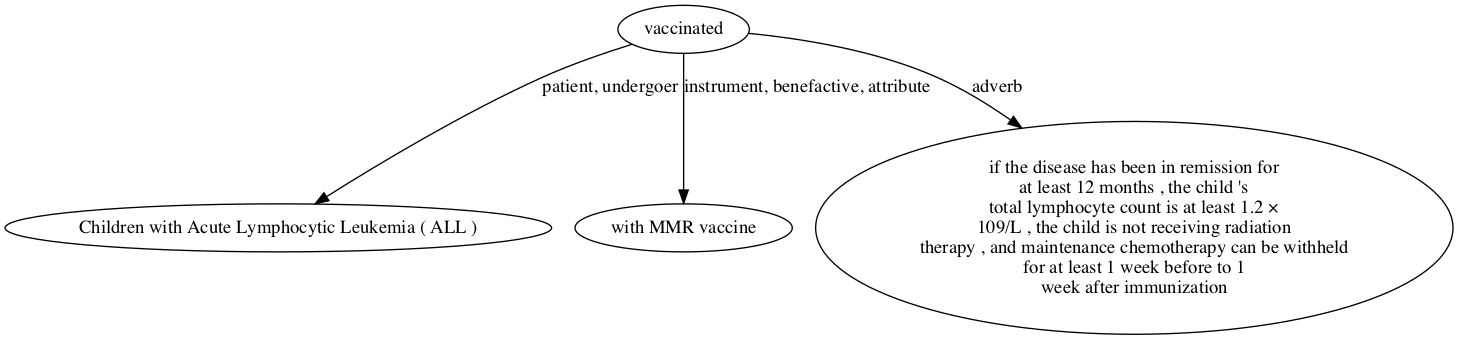 vaccinated
patient, undergoer
instrument, benefactive, attribute
adverb
Children with Acute Lymphocytic Leukemia ( ALL )
with MMR vaccine
if the disease has been in remission for
at least 12 months , the child 's
total lymphocyte count is at least 1.2 ×
109/L , the child is not receiving radiation
therapy , and maintenance chemotherapy can be withheld
for at least 1 week before to 1
week after immunization